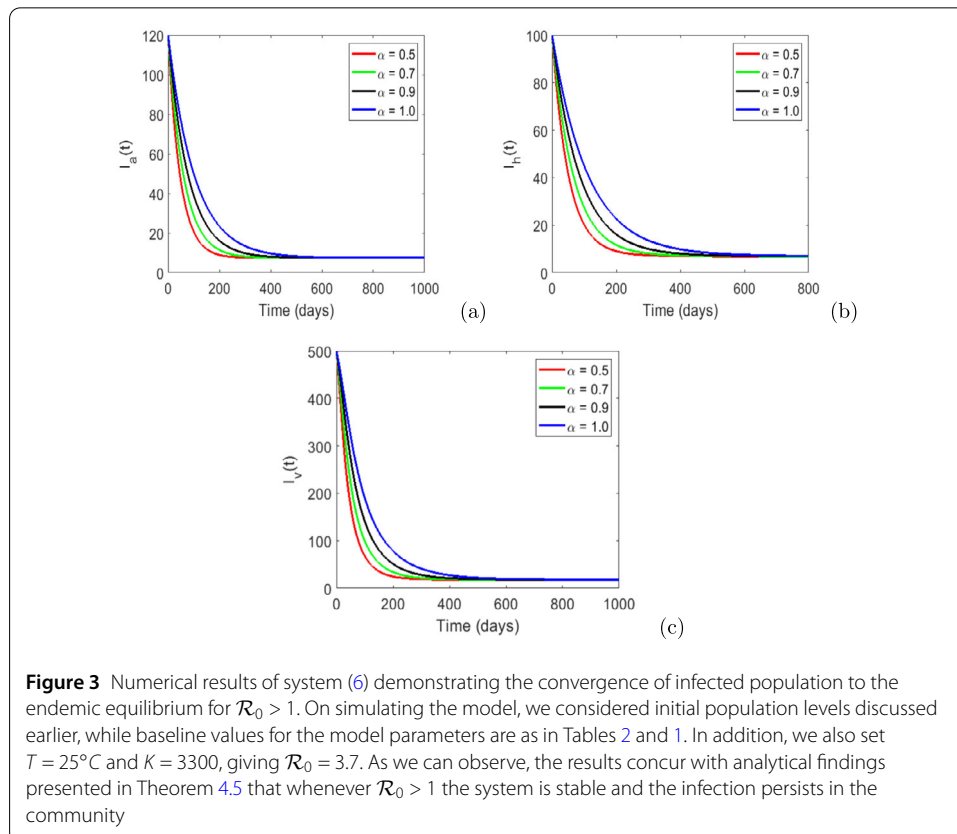 120
100
80
60
40
20
0
I_a(t)
α = 0.5
α = 0.7
α = 0.9
α = 1.0
0 200 400 600 800 1000
Time (days)
(a)
100
80
60
40
20
0
I_h(t)
α = 0.5
α = 0.7
α = 0.9
α = 1.0
0 200 400 600 800
Time (days)
(b)
500
400
300
200
100
0
I_v(t)
α = 0.5
α = 0.7
α = 0.9
α = 1.0
0 200 400 600 800 1000
Time (days)
(c)
Figure 3 Numerical results of system (6) demonstrating the convergence of infected population to the
endemic equilibrium for R₀ > 1. On simulating the model, we considered initial population levels discussed
earlier, while baseline values for the model parameters are as in Tables 2 and 1. In addition, we also set
T = 25°C and K = 3300, giving R₀ = 3.7. As we can observe, the results concur with analytical findings
presented in Theorem 4.5 that whenever R₀ > 1 the system is stable and the infection persists in the
community